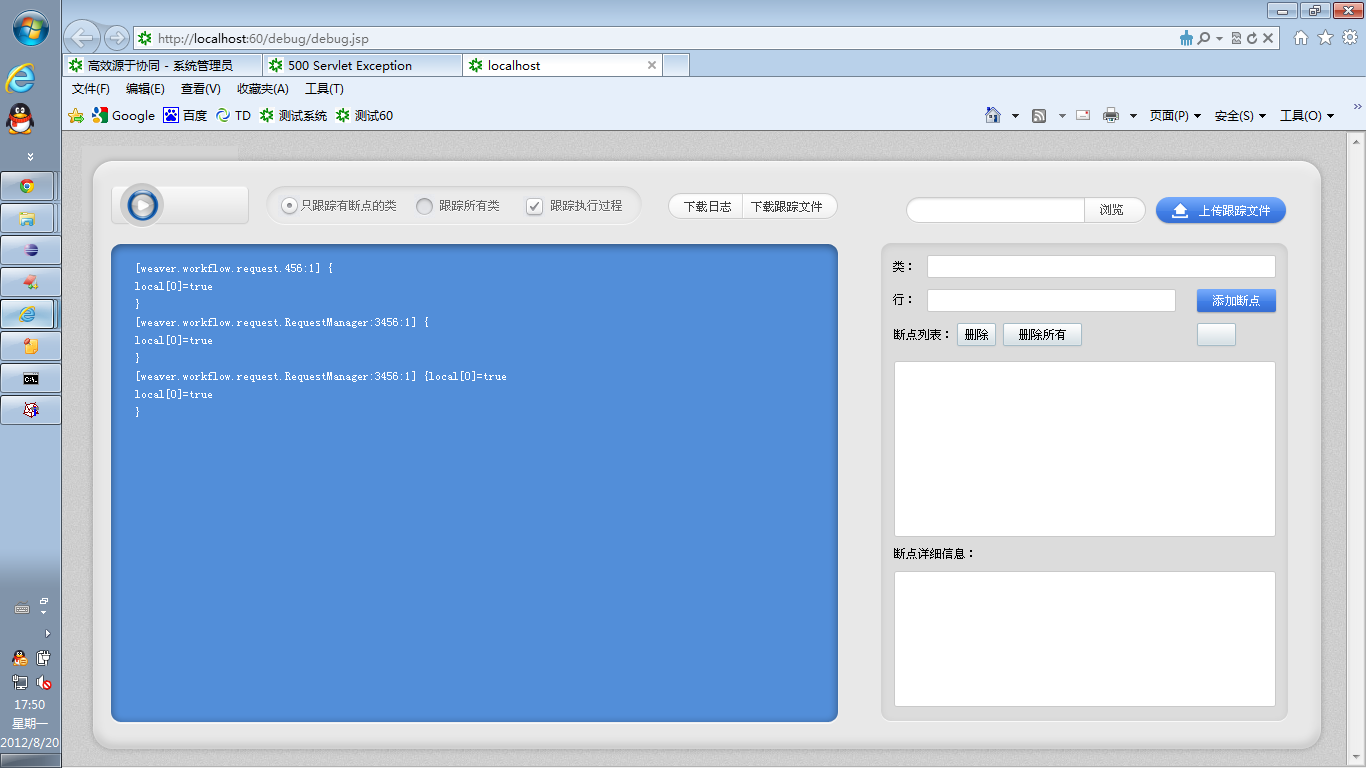 http://localhost:60/debug/debug.jsp
高效源于协同 - 系统管理员
500 Servlet Exception
localhost
文件(F) 编辑(E) 查看(V) 收藏夹(A) 工具(T)
Google 百度 TD 测试系统 测试60
页面(P) 安全(S) 工具(O)
只跟踪有断点的类 跟踪所有类 跟踪执行过程
下载日志 下载跟踪文件
浏览 上传跟踪文件
[weaver.workflow.request.456:1] {
local[0]=true
}
[weaver.workflow.request.RequestManager:3456:1] {
local[0]=true
}
[weaver.workflow.request.RequestManager:3456:1] {local[0]=true
local[0]=true
}
类：
行： 添加断点
断点列表： 删除 删除所有
断点详细信息：
17:50
星期一
2012/8/20